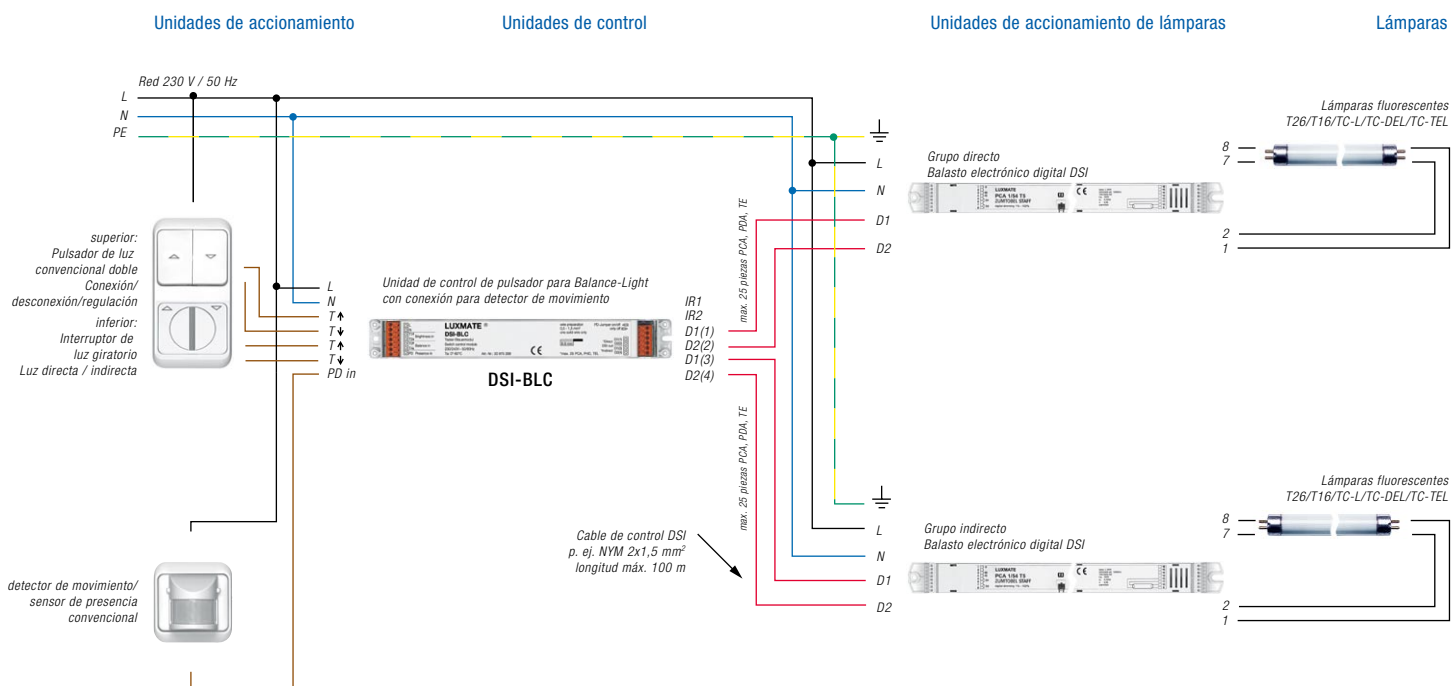 Unidades de accionamiento
Unidades de control
Unidades de accionamiento de lámparas
Lámparas
Red 230 V / 50 Hz
L
N
PE
superior:
Pulsador de luz
convencional doble
Conexión/
desconexión/regulación
inferior:
Interruptor de
luz giratorio
Luz directa / indirecta
L
N
T↑
T↓
T↑
T↓
PD in
Unidad de control de pulsador para Balance-Light
con conexión para detector de movimiento
LUXMATE ®
DSI-BLC
CE
DSI-BLC
IR1
IR2
D1(1)
D2(2)
D1(3)
D2(4)
max. 25 piezas PCA, PDA, TE
max. 25 piezas PCA, PDA, TE
L
N
D1
D2
Grupo directo
Balasto electrónico digital DSI
LUXMATE
PCA 1/54 T5
ZUMTOBEL STAFF
CE
Lámparas fluorescentes
T26/T16/TC-L/TC-DEL/TC-TEL
8
7
2
1
Cable de control DSI
p. ej. NYM 2x1,5 mm²
longitud máx. 100 m
L
N
D1
D2
Grupo indirecto
Balasto electrónico digital DSI
LUXMATE
PCA 1/54 T5
ZUMTOBEL STAFF
CE
Lámparas fluorescentes
T26/T16/TC-L/TC-DEL/TC-TEL
8
7
2
1
detector de movimiento/
sensor de presencia
convencional